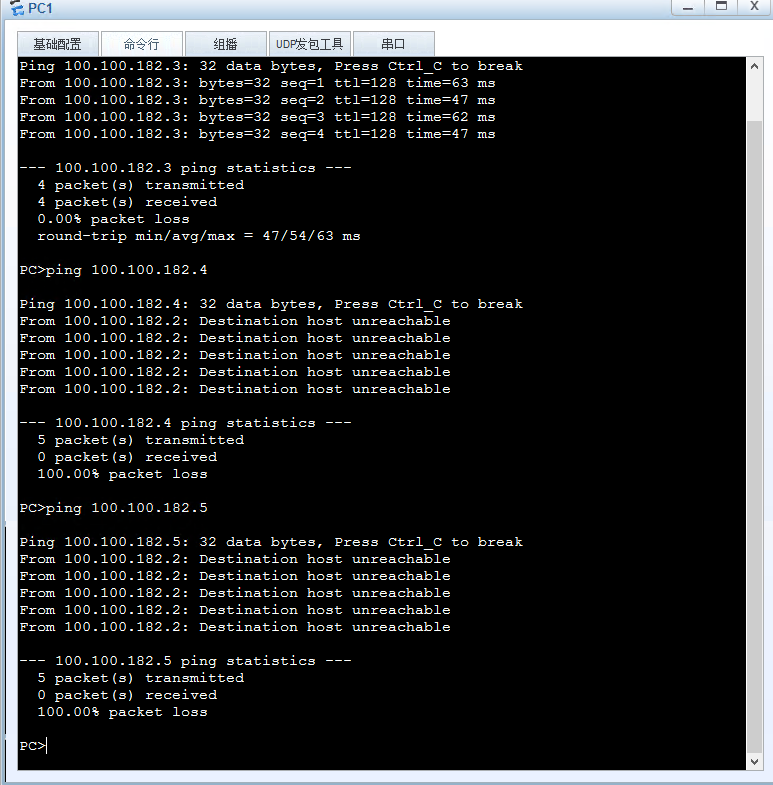 PC1
基础配置
命令行
组播
UDP发包工具
串口
Ping 100.100.182.3: 32 data bytes, Press Ctrl_C to break
From 100.100.182.3: bytes=32 seq=1 ttl=128 time=63 ms
From 100.100.182.3: bytes=32 seq=2 ttl=128 time=47 ms
From 100.100.182.3: bytes=32 seq=3 ttl=128 time=62 ms
From 100.100.182.3: bytes=32 seq=4 ttl=128 time=47 ms
--- 100.100.182.3 ping statistics ---
4 packet(s) transmitted
4 packet(s) received
0.00% packet loss
round-trip min/avg/max = 47/54/63 ms
PC>ping 100.100.182.4
Ping 100.100.182.4: 32 data bytes, Press Ctrl_C to break
From 100.100.182.2: Destination host unreachable
From 100.100.182.2: Destination host unreachable
From 100.100.182.2: Destination host unreachable
From 100.100.182.2: Destination host unreachable
From 100.100.182.2: Destination host unreachable
--- 100.100.182.4 ping statistics ---
5 packet(s) transmitted
0 packet(s) received
100.00% packet loss
PC>ping 100.100.182.5
Ping 100.100.182.5: 32 data bytes, Press Ctrl_C to break
From 100.100.182.2: Destination host unreachable
From 100.100.182.2: Destination host unreachable
From 100.100.182.2: Destination host unreachable
From 100.100.182.2: Destination host unreachable
From 100.100.182.2: Destination host unreachable
--- 100.100.182.5 ping statistics ---
5 packet(s) transmitted
0 packet(s) received
100.00% packet loss
PC>